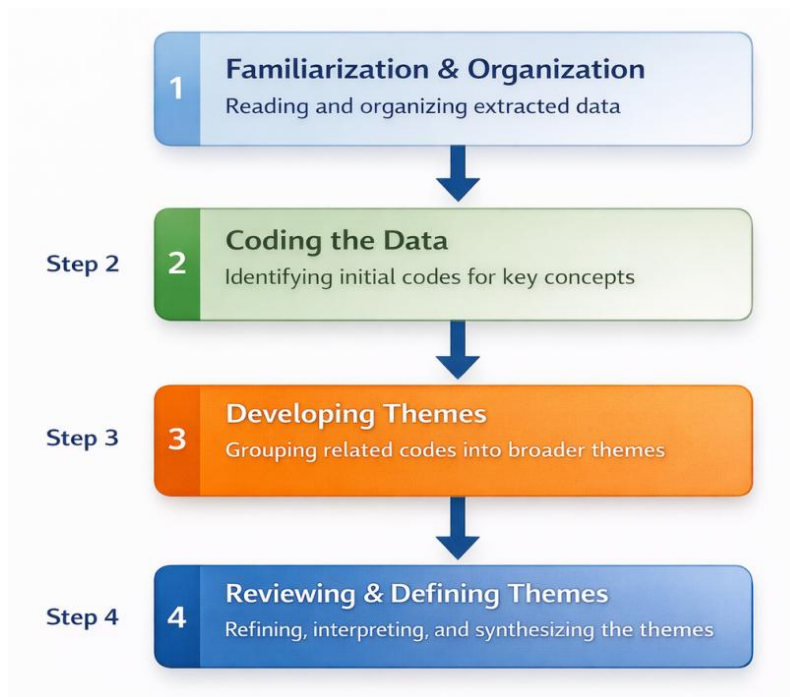 1
Familiarization & Organization
Reading and organizing extracted data
Step 2
2
Coding the Data
Identifying initial codes for key concepts
Step 3
3
Developing Themes
Grouping related codes into broader themes
Step 4
4
Reviewing & Defining Themes
Refining, interpreting, and synthesizing the themes